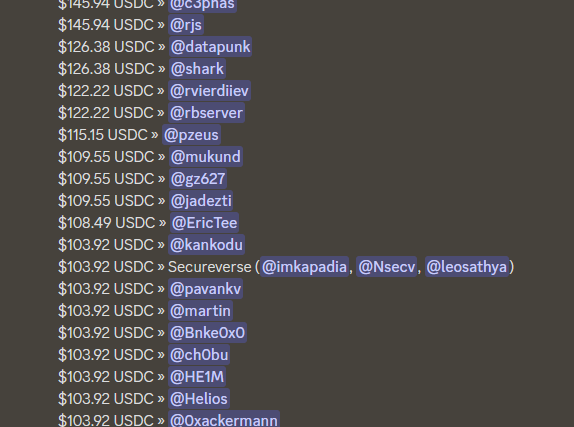 $145.94 USDC » @c3phas
$145.94 USDC » @rjs
$126.38 USDC » @datapunk
$126.38 USDC » @shark
$122.22 USDC » @rvierdiiev
$122.22 USDC » @rbserver
$115.15 USDC » @pzeus
$109.55 USDC » @mukund
$109.55 USDC » @gz627
$109.55 USDC » @jadezti
$108.49 USDC » @EricTee
$103.92 USDC » @kankodu
$103.92 USDC » Secureverse (@imkapadia, @Nsecv, @leosathya)
$103.92 USDC » @pavankv
$103.92 USDC » @martin
$103.92 USDC » @Bnke0x0
$103.92 USDC » @ch0bu
$103.92 USDC » @HE1M
$103.92 USDC » @Helios
$103.92 USDC » @0xackermann